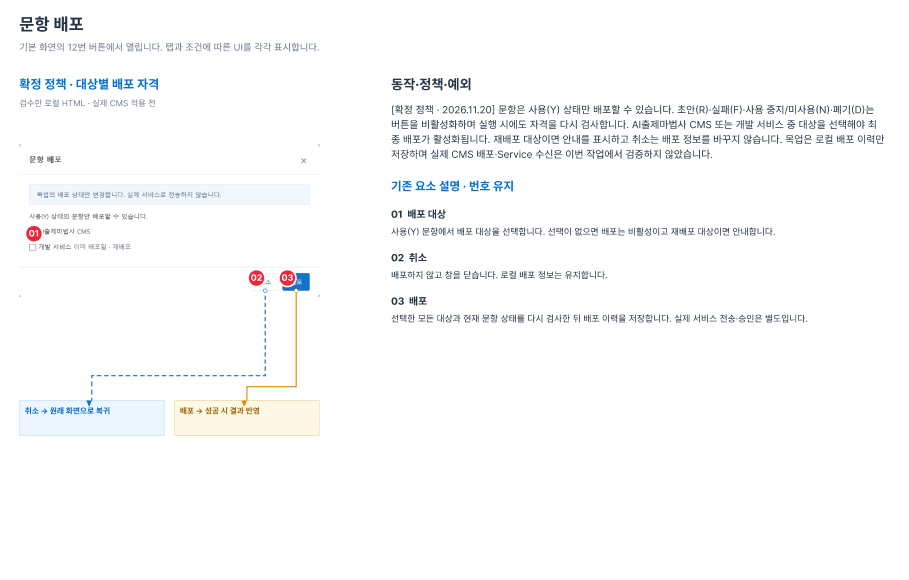 문항 배포
기본 화면의 12번 버튼에서 열립니다. 탭과 조건에 따른 UI를 각각 표시합니다.
확정 정책 · 대상별 배포 자격
검수한 로컬 HTML · 실제 CMS 적용 전
문항 배포
×
목업의 배포 상태만 변경합니다. 실제 서비스로 전송하지 않습니다.
사용(Y) 상태의 문항만 배포할 수 있습니다.
01
출제마법사 CMS
개발 서비스 이미 배포됨 · 재배포
02
소
03
포
취소 → 원래 화면으로 복귀
배포 → 성공 시 결과 반영
동작·정책·예외
[확정 정책 · 2026.11.20] 문항은 사용(Y) 상태만 배포할 수 있습니다. 초안(R)·실패(F)·사용 중지/미사용(N)·폐기(D)는
버튼을 비활성화하며 실행 시에도 자격을 다시 검사합니다. AI출제마법사 CMS 또는 개발 서비스 중 대상을 선택해야 최
종 배포가 활성화됩니다. 재배포 대상이면 안내를 표시하고 취소는 배포 정보를 바꾸지 않습니다. 목업은 로컬 배포 이력만
저장하며 실제 CMS 배포·Service 수신은 이번 작업에서 검증하지 않았습니다.
기존 요소 설명 · 번호 유지
01 배포 대상
사용(Y) 문항에서 배포 대상을 선택합니다. 선택이 없으면 배포는 비활성이고 재배포 대상이면 안내합니다.
02 취소
배포하지 않고 창을 닫습니다. 로컬 배포 정보는 유지합니다.
03 배포
선택한 모든 대상과 현재 문항 상태를 다시 검사한 뒤 배포 이력을 저장합니다. 실제 서비스 전송·승인은 별도입니다.